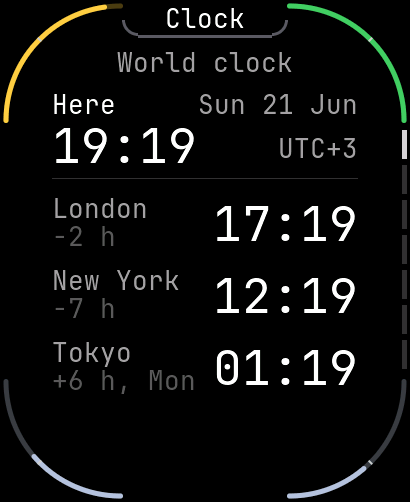 Clock
World clock
Here Sun 21 Jun
19:19 UTC+3
London
-2 h 17:19
New York
-7 h 12:19
Tokyo
+6 h, Mon 01:19